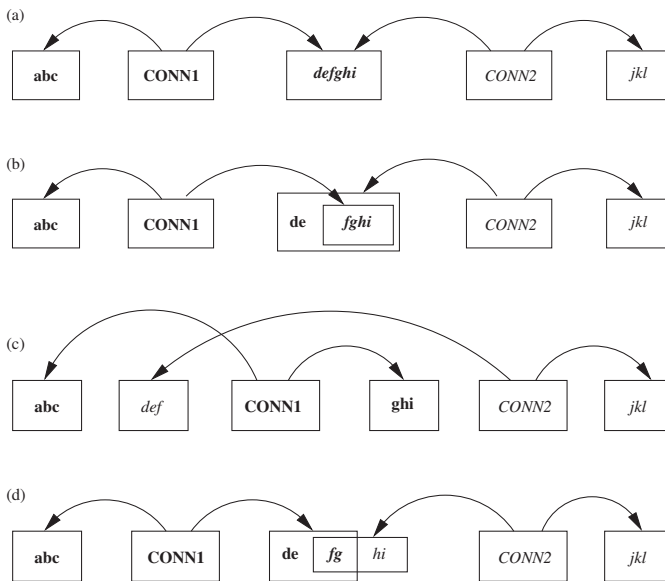 (a)
abc CONN1 defghi CONN2 jkl
(b)
abc CONN1 de fghi CONN2 jkl
(c)
abc def CONN1 ghi CONN2 jkl
(d)
abc CONN1 de fg hi CONN2 jkl